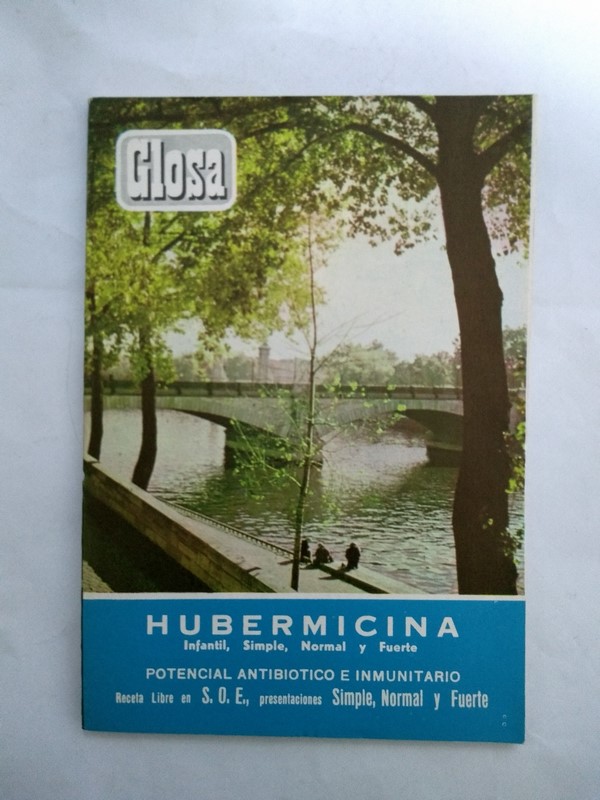 Glosa
HUBERMICINA
Infantil, Simple, Normal y Fuerte
POTENCIAL ANTIBIOTICO E INMUNITARIO
Receta Libre en S. O. E., presentaciones Simple, Normal y Fuerte